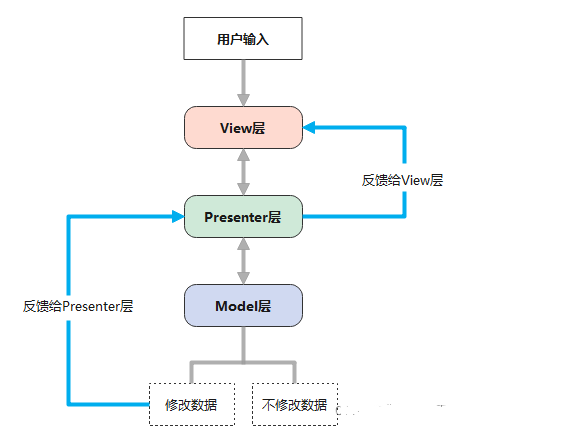 用户输入
View层
反馈给View层
Presenter层
Model层
反馈给Presenter层
修改数据
不修改数据